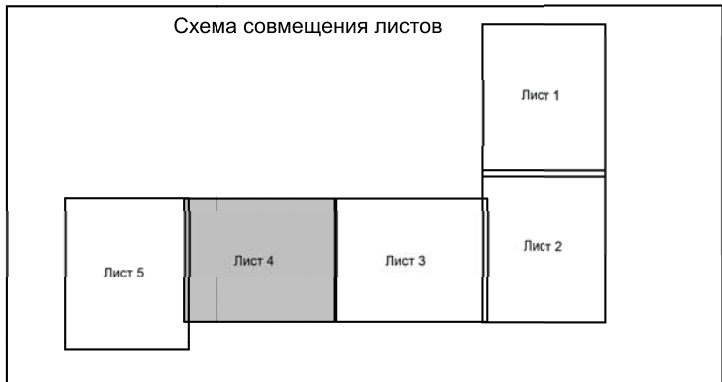 Схема совмещения листов
Лист 1
Лист 2
Лист 3
Лист 4
Лист 5